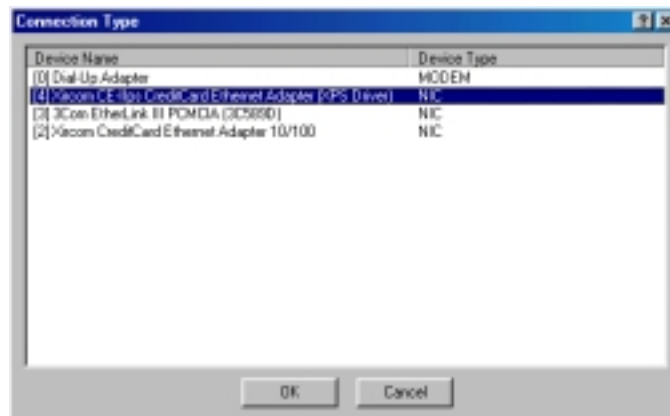 Connection Type
Device Name Device Type
[0] Dial-Up Adapter MODEM
[4] Xircom CE-IIps CreditCard Ethernet Adapter (XPS Driver) NIC
[3] 3Com EtherLink III PCMCIA (3C589D) NIC
[2] Xircom CreditCard Ethernet Adapter 10/100 NIC
OK Cancel